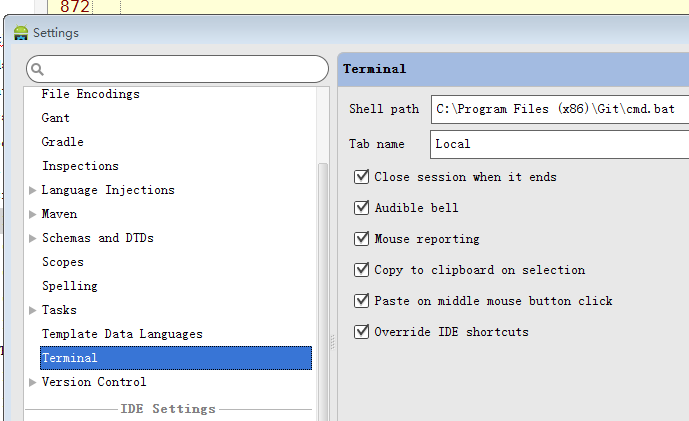 872
Settings
File Encodings
Gant
Gradle
Inspections
Language Injections
Maven
Schemas and DTDs
Scopes
Spelling
Tasks
Template Data Languages
Terminal
Version Control
IDE Settings
Terminal
Shell path C:\Program Files (x86)\Git\cmd.bat
Tab name Local
Close session when it ends
Audible bell
Mouse reporting
Copy to clipboard on selection
Paste on middle mouse button click
Override IDE shortcuts